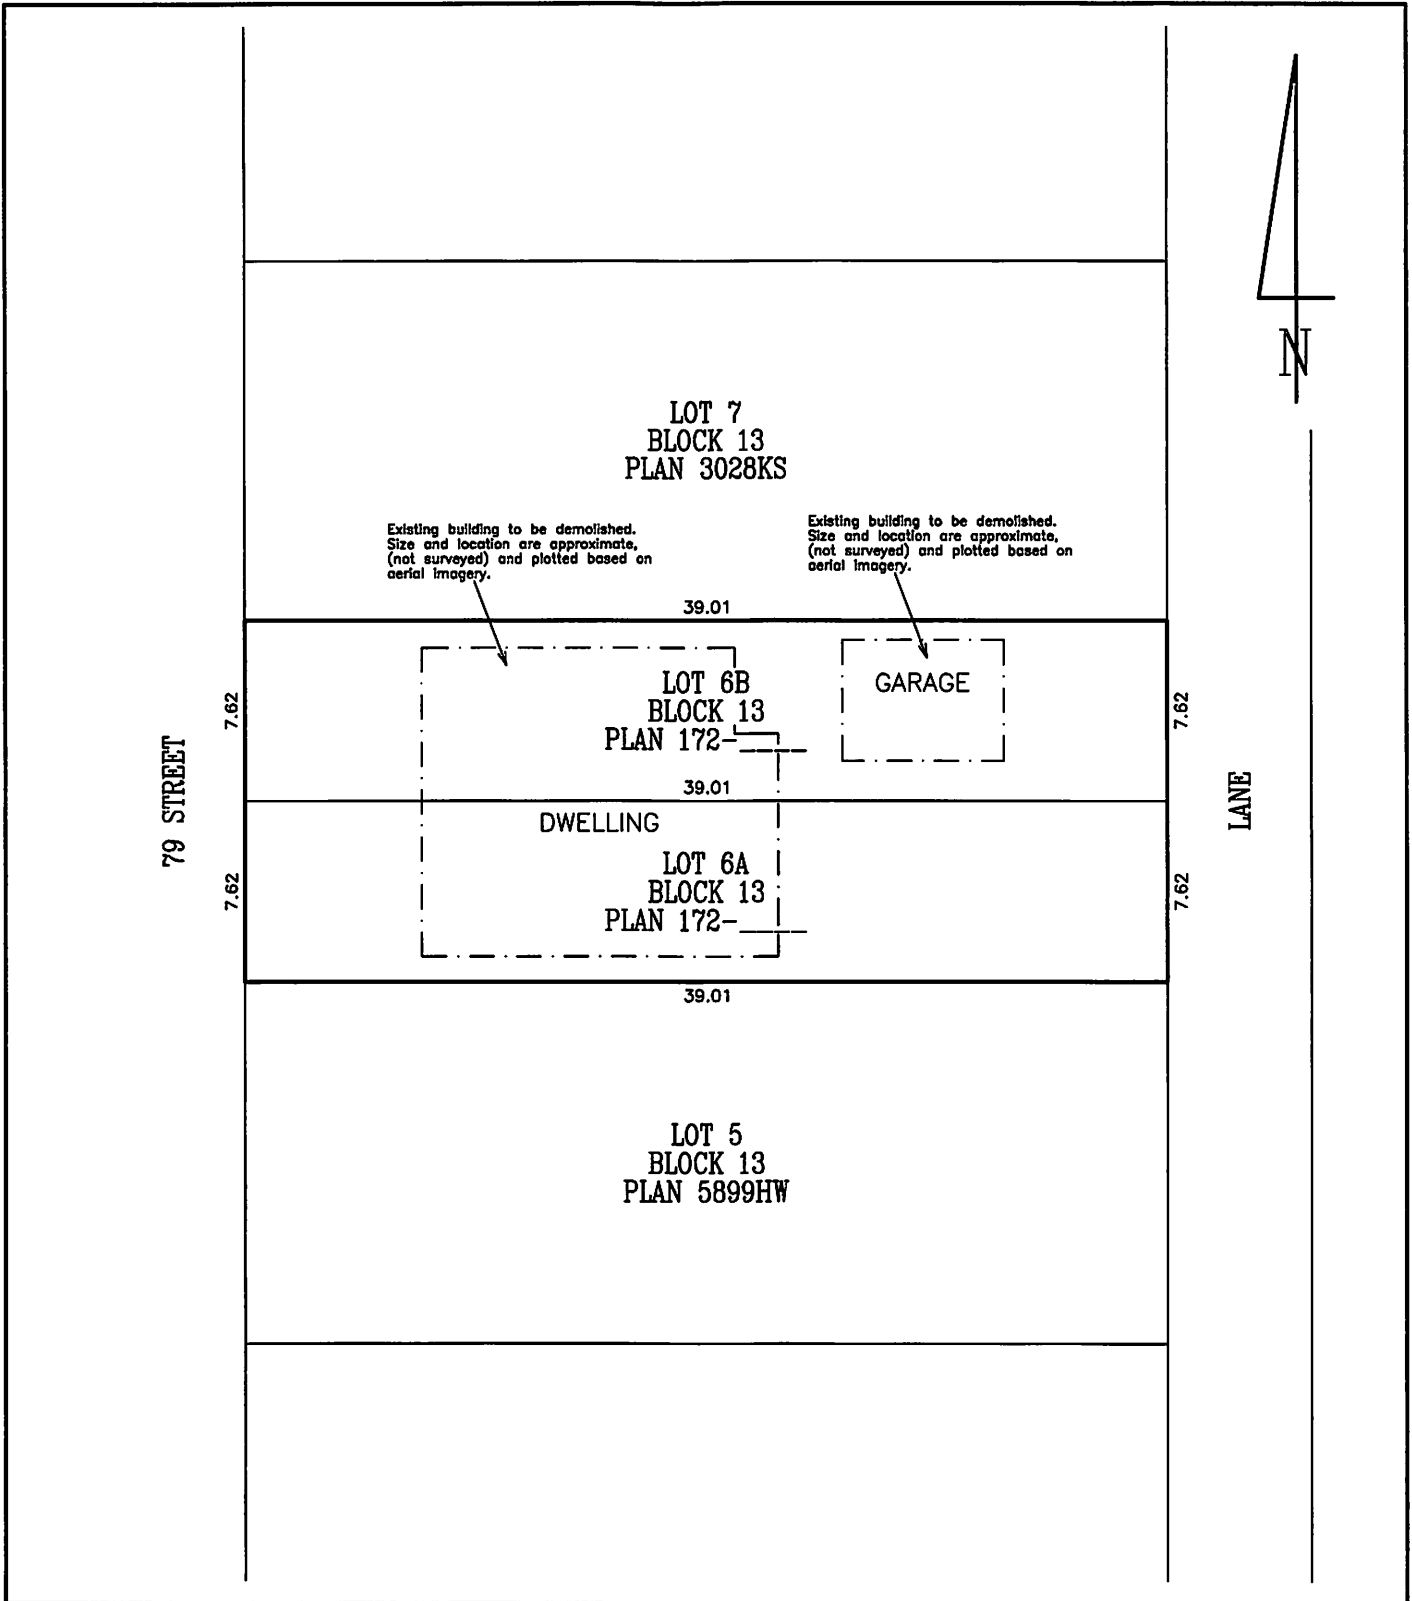 N
LOT 7
BLOCK 13
PLAN 3028KS
Existing building to be demolished.
Size and location are approximate,
(not surveyed) and plotted based on
aerial imagery.
Existing building to be demolished.
Size and location are approximate,
(not surveyed) and plotted based on
aerial imagery.
39.01
7.62
LOT 6B
BLOCK 13
PLAN 172-______
GARAGE
7.62
79 STREET
39.01
LANE
DWELLING
7.62
LOT 6A
BLOCK 13
PLAN 172-______
7.62
39.01
LOT 5
BLOCK 13
PLAN 5899HW